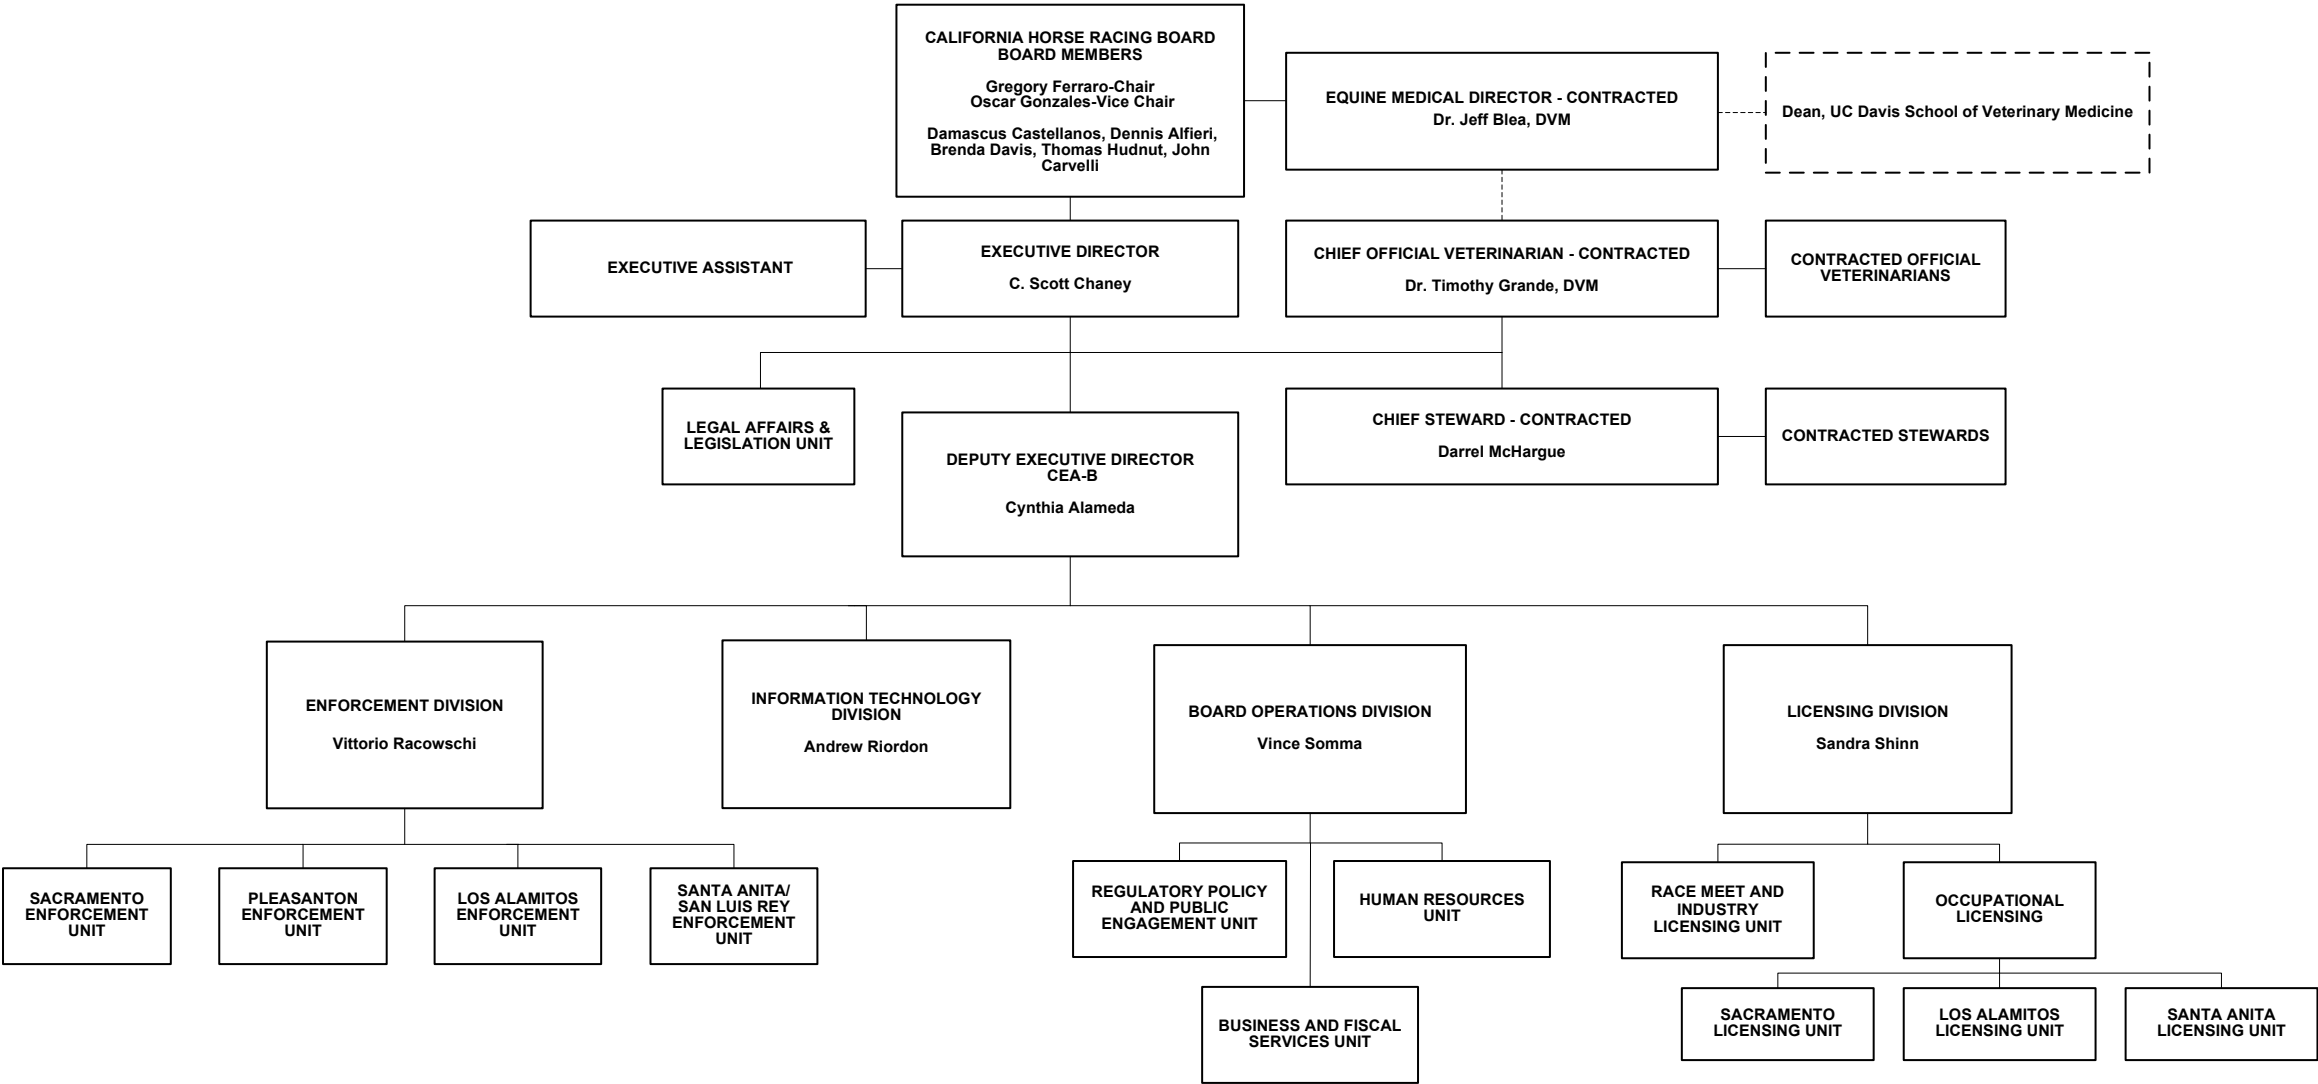 CALIFORNIA HORSE RACING BOARD
BOARD MEMBERS
Gregory Ferraro-Chair
Oscar Gonzales-Vice Chair
Damascus Castellanos, Dennis Alfieri,
Brenda Davis, Thomas Hudnut, John
Carvelli
EQUINE MEDICAL DIRECTOR - CONTRACTED
Dr. Jeff Blea, DVM
Dean, UC Davis School of Veterinary Medicine
EXECUTIVE ASSISTANT
EXECUTIVE DIRECTOR
C. Scott Chaney
CHIEF OFFICIAL VETERINARIAN - CONTRACTED
Dr. Timothy Grande, DVM
CONTRACTED OFFICIAL
VETERINARIANS
LEGAL AFFAIRS &
LEGISLATION UNIT
DEPUTY EXECUTIVE DIRECTOR
CEA-B
Cynthia Alameda
CHIEF STEWARD - CONTRACTED
Darrel McHargue
CONTRACTED STEWARDS
ENFORCEMENT DIVISION
Vittorio Racowschi
INFORMATION TECHNOLOGY
DIVISION
Andrew Riordon
BOARD OPERATIONS DIVISION
Vince Somma
LICENSING DIVISION
Sandra Shinn
SACRAMENTO
ENFORCEMENT
UNIT
PLEASANTON
ENFORCEMENT
UNIT
LOS ALAMITOS
ENFORCEMENT
UNIT
SANTA ANITA/
SAN LUIS REY
ENFORCEMENT
UNIT
REGULATORY POLICY
AND PUBLIC
ENGAGEMENT UNIT
HUMAN RESOURCES
UNIT
BUSINESS AND FISCAL
SERVICES UNIT
RACE MEET AND
INDUSTRY
LICENSING UNIT
OCCUPATIONAL
LICENSING
SACRAMENTO
LICENSING UNIT
LOS ALAMITOS
LICENSING UNIT
SANTA ANITA
LICENSING UNIT